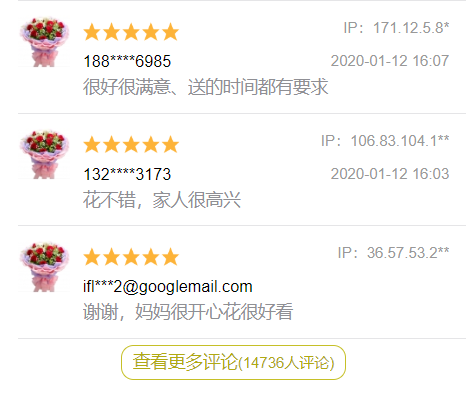 IP：171.12.5.8*
188****6985 2020-01-12 16:07
很好很满意、送的时间都有要求
IP：106.83.104.1**
132****3173 2020-01-12 16:03
花不错，家人很高兴
IP：36.57.53.2**
ifl***2@googlemail.com
谢谢，妈妈很开心花很好看
查看更多评论(14736人评论)